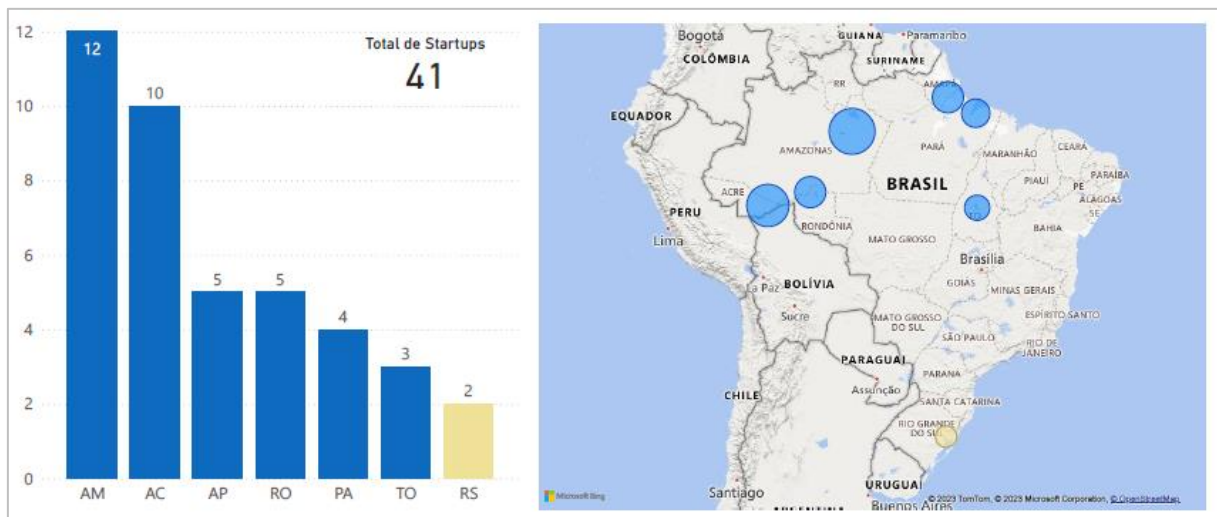 Total de Startups
41
12
10
8
6
4
2
0
12
10
5
5
4
3
2
AM
AC
AP
RO
PA
TO
RS
Bogotá
COLÔMBIA
GUIANA
Paramaribo
SURINAME
RR
AMAPÁ
EQUADOR
AMAZONAS
PARÁ
MARANHÃO
CEARÁ
PARAÍBA
PIAUÍ
PE
ALAGOAS
SE
ACRE
BRASIL
TO
PERU
RONDÔNIA
BAHIA
Lima
MATO GROSSO
Brasília
BOLÍVIA
GOIÁS
La Paz
MINAS GERAIS
Sucre
MATO GROSSO
DO SUL
ESPÍRITO SANTO
SÃO PAULO
RIO DE
JANEIRO
PARAGUAI
PARANA
Assunção
CHILE
SANTA CATARINA
RIO GRANDE
DO SUL
URUGUAI
Santiago
Buenos Aires
ARGENTINA
Microsoft Bing
© 2023 TomTom, © 2023 Microsoft Corporation, © OpenStreetMap